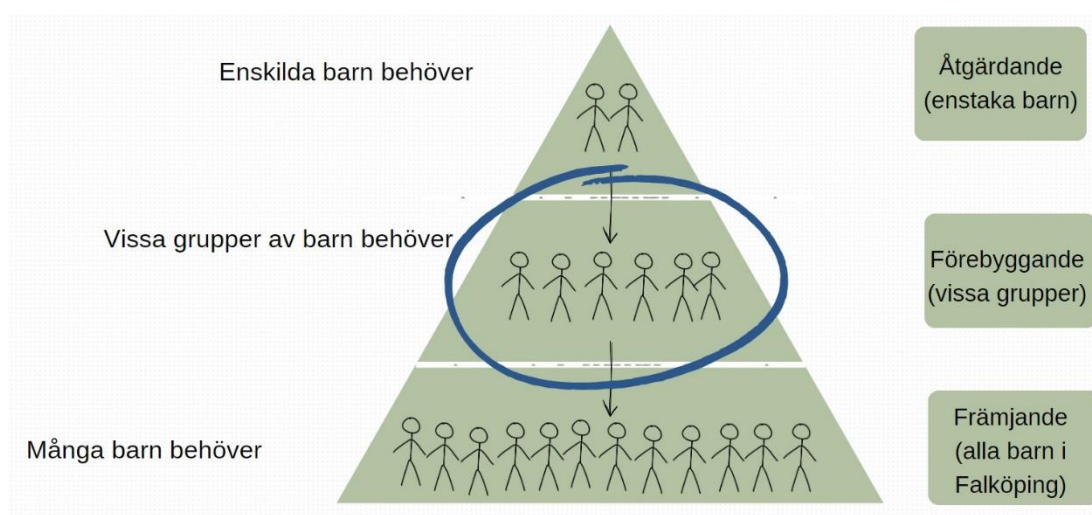 Enskilda barn behöver
Åtgärdande
(enstaka barn)
Vissa grupper av barn behöver
Förebyggande
(vissa grupper)
Många barn behöver
Främjande
(alla barn i
Falköping)